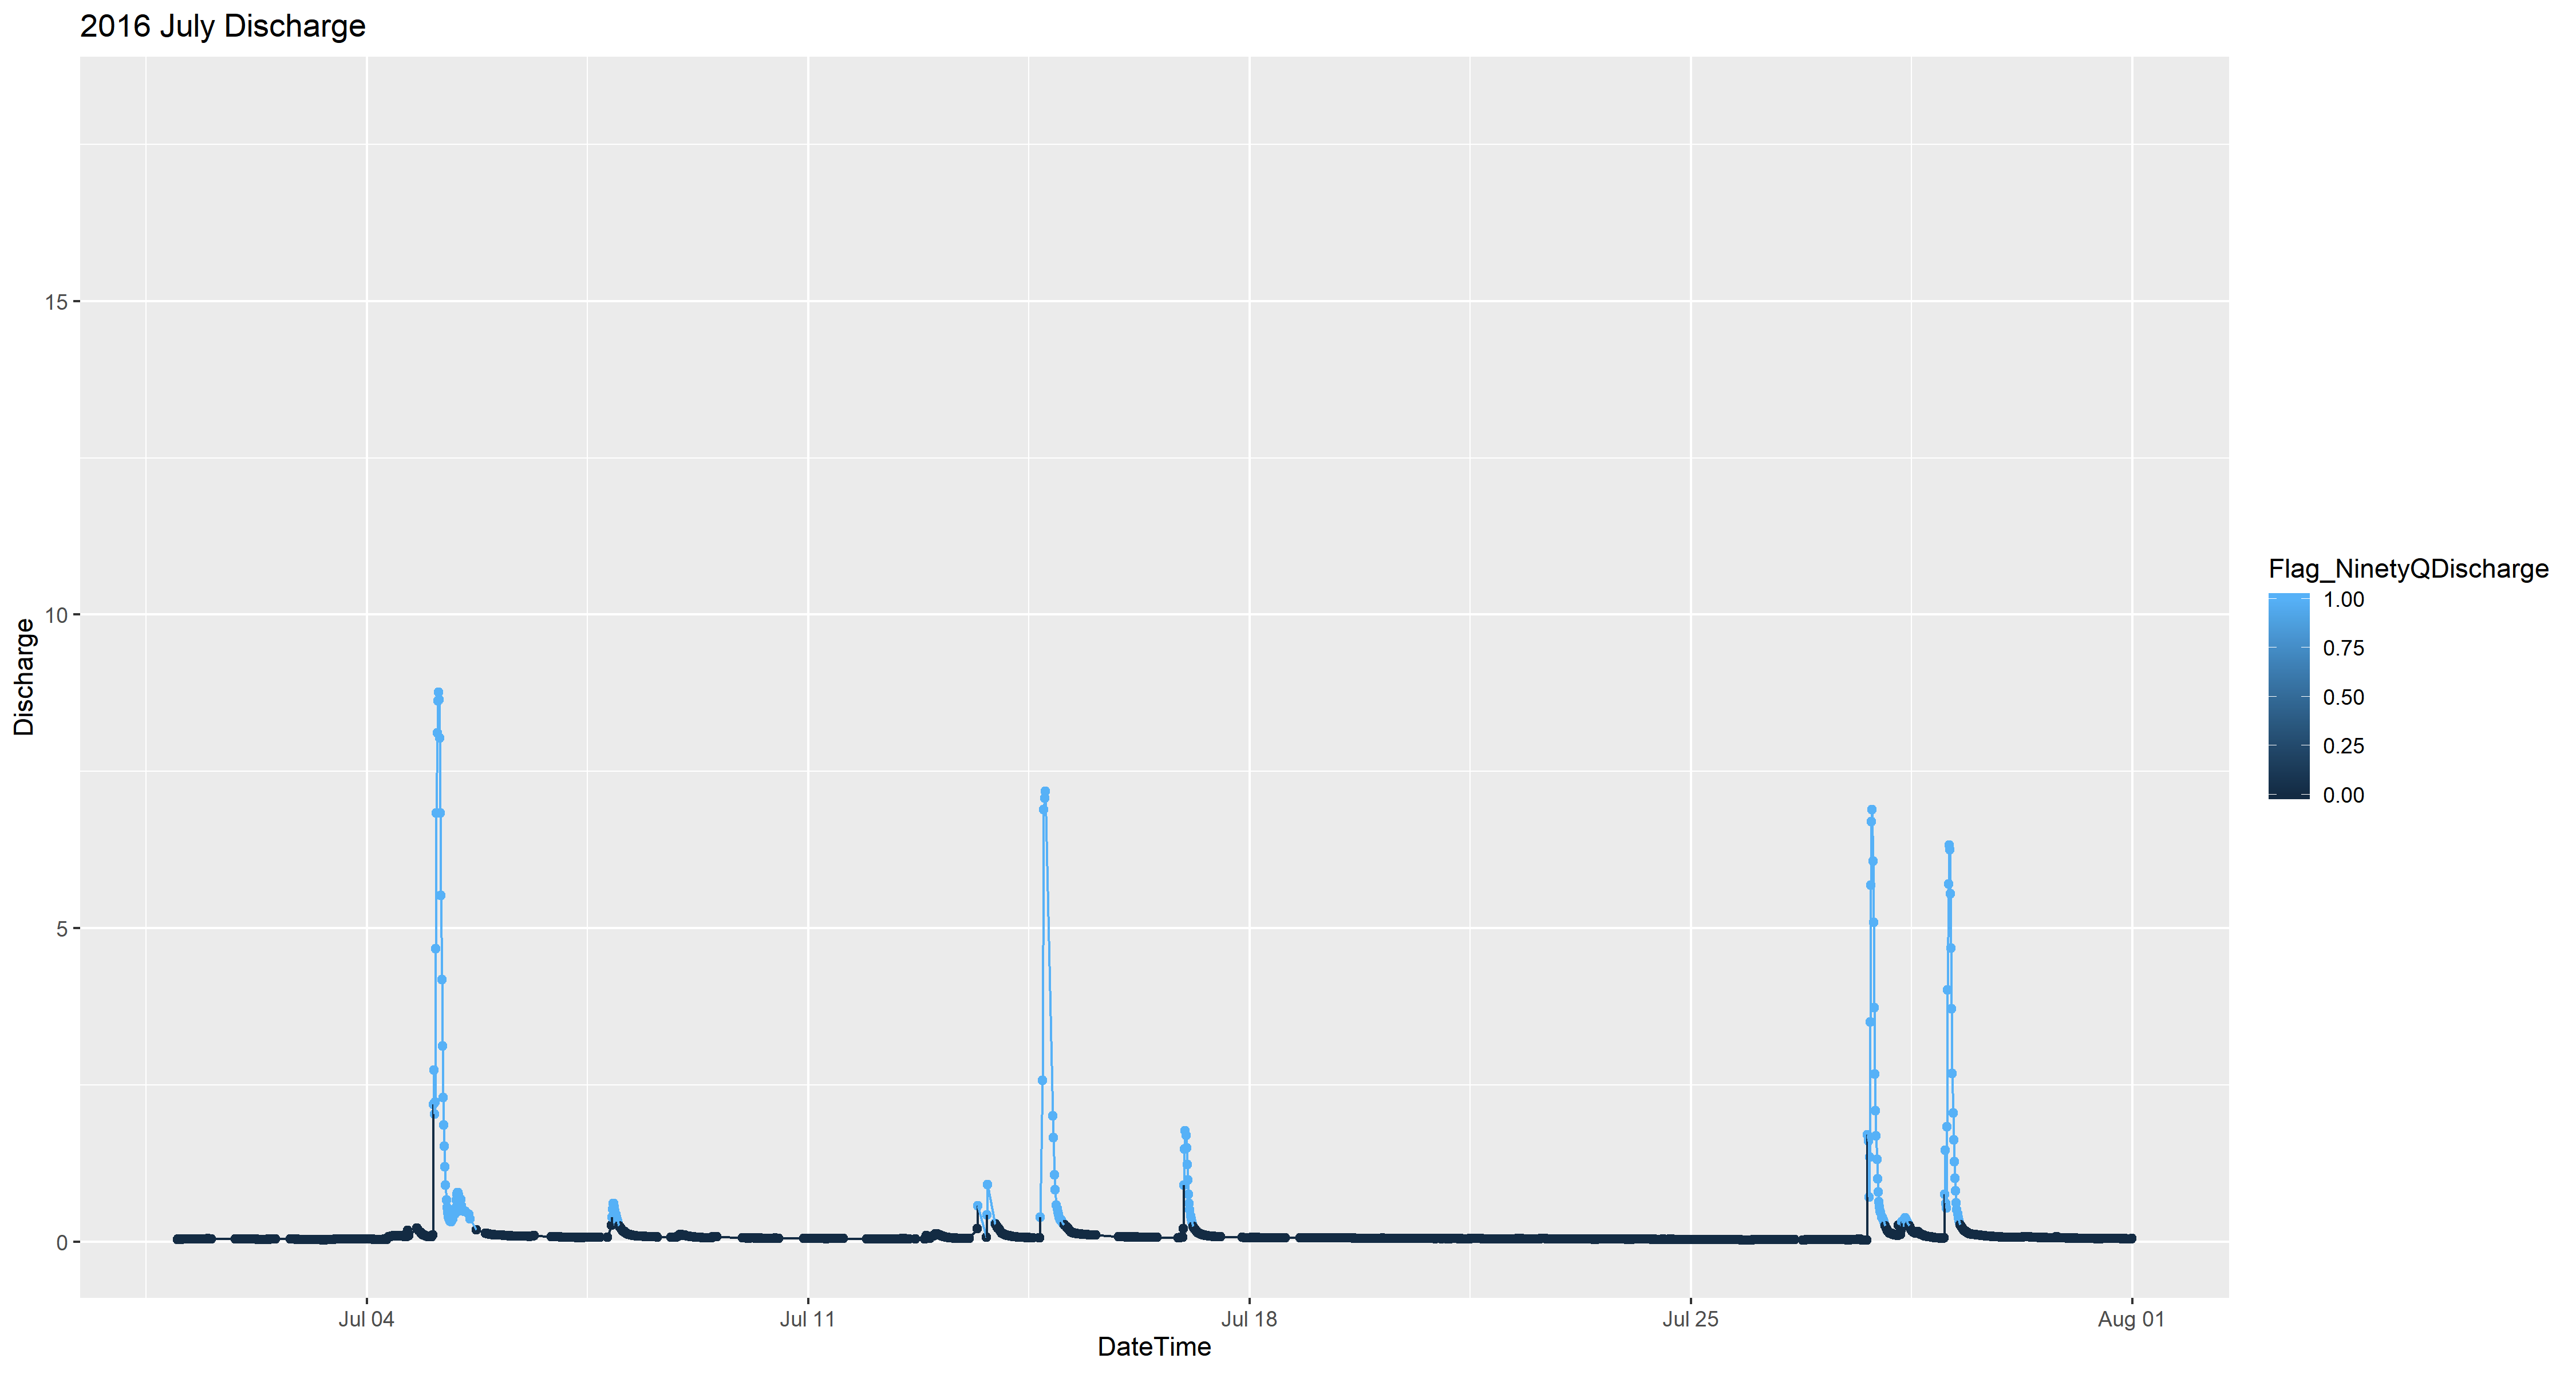 2016 July Discharge
15
10
5
0
Discharge
Jul 04
Jul 11
Jul 18
Jul 25
Aug 01
DateTime
Flag_NinetyQDischarge
1.00
0.75
0.50
0.25
0.00